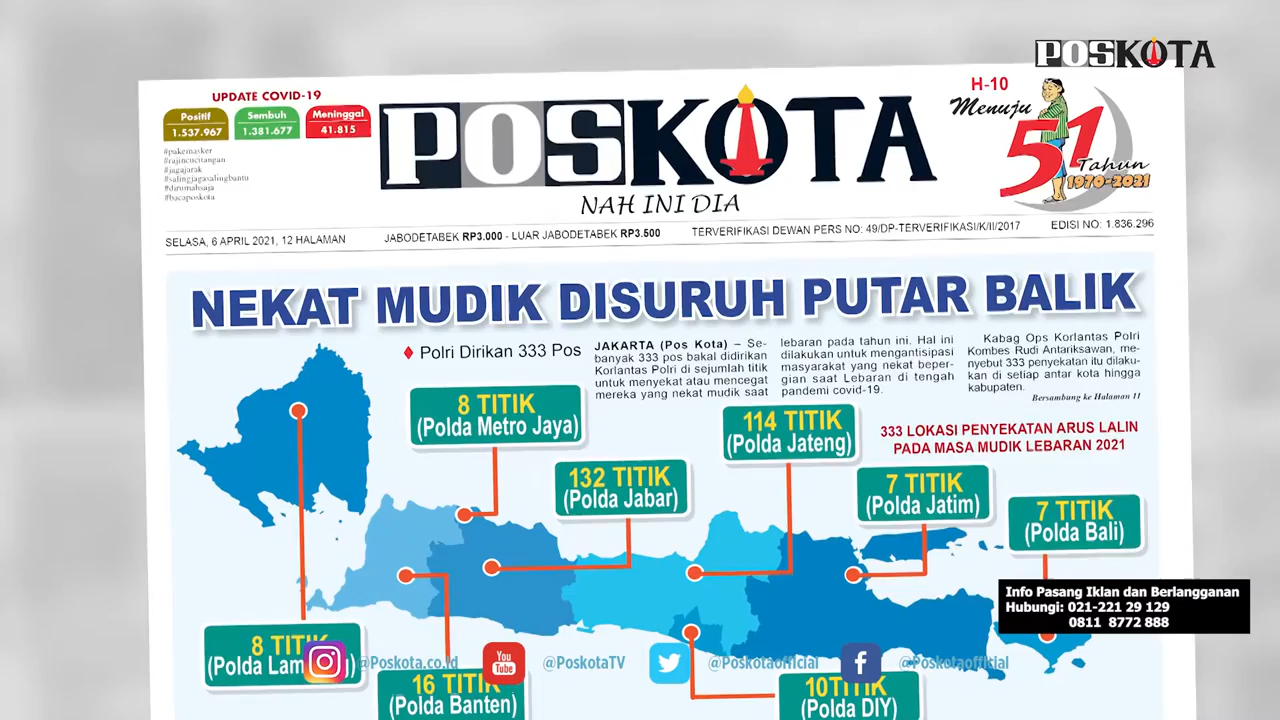 POSKOTA
UPDATE COVID-19
Positif
1.537.967
Sembuh
1.381.677
Meninggal
41.815
#pakemasker
#rajincucitangan
#jagajarak
#salingjagasalingbantu
#dirumahsaja
#bacaposkota
POSKOTA
NAH INI DIA
H-10
Menuju
51
Tahun
1970-2021
SELASA, 6 APRIL 2021, 12 HALAMAN
JABODETABEK RP3.000 - LUAR JABODETABEK RP3.500
TERVERIFIKASI DEWAN PERS NO: 49/DP-TERVERIFIKASI/K/II/2017
EDISI NO: 1.836.296
NEKAT MUDIK DISURUH PUTAR BALIK
Polri Dirikan 333 Pos
JAKARTA (Pos Kota) – Se-
banyak 333 pos bakal didirikan
Korlantas Polri di sejumlah titik
untuk menyekat atau mencegat
mereka yang nekat mudik saat
lebaran pada tahun ini. Hal ini
dilakukan untuk mengantisipasi
masyarakat yang nekat beper-
gian saat Lebaran di tengah
pandemi covid-19.
Kabag Ops Korlantas Polri
Kombes Rudi Antariksawan, me-
nyebut 333 penyekatan itu dilaku-
kan di setiap antar kota hingga
kabupaten.
Bersambung ke Halaman 11
333 LOKASI PENYEKATAN ARUS LALIN
PADA MASA MUDIK LEBARAN 2021
8 TITIK
(Polda Metro Jaya)
132 TITIK
(Polda Jabar)
114 TITIK
(Polda Jateng)
7 TITIK
(Polda Jatim)
7 TITIK
(Polda Bali)
8 TITIK
16 TITIK
(Polda Banten)
10 TITIK
(Polda DIY)
Info Pasang Iklan dan Berlangganan
Hubungi: 021-221 29 129
0811 8772 888
@Poskota.co.id
You
Tube
@PoskotaTV
@Poskotaofficial
@Poskotaofficial